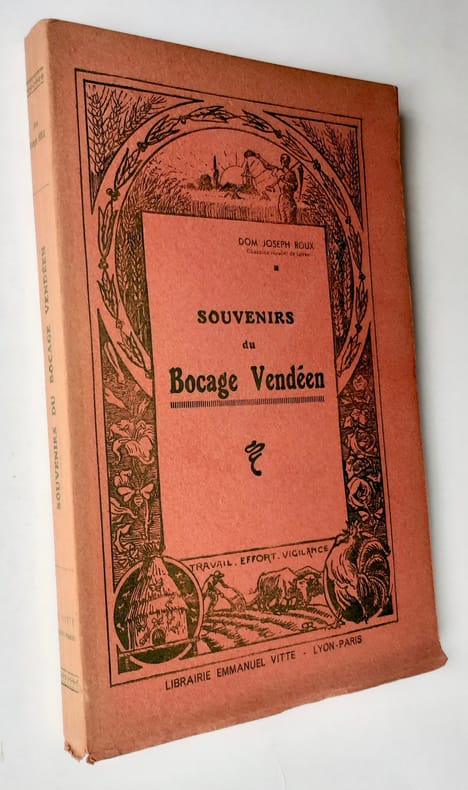 DOM JOSEPH ROUX
SOUVENIRS
du
Bocage Vendéen
TRAVAIL. EFFORT. VIGILANCE
LIBRAIRIE EMMANUEL VITTE - LYON-PARIS
SOUVENIRS DU BOCAGE VENDÉEN